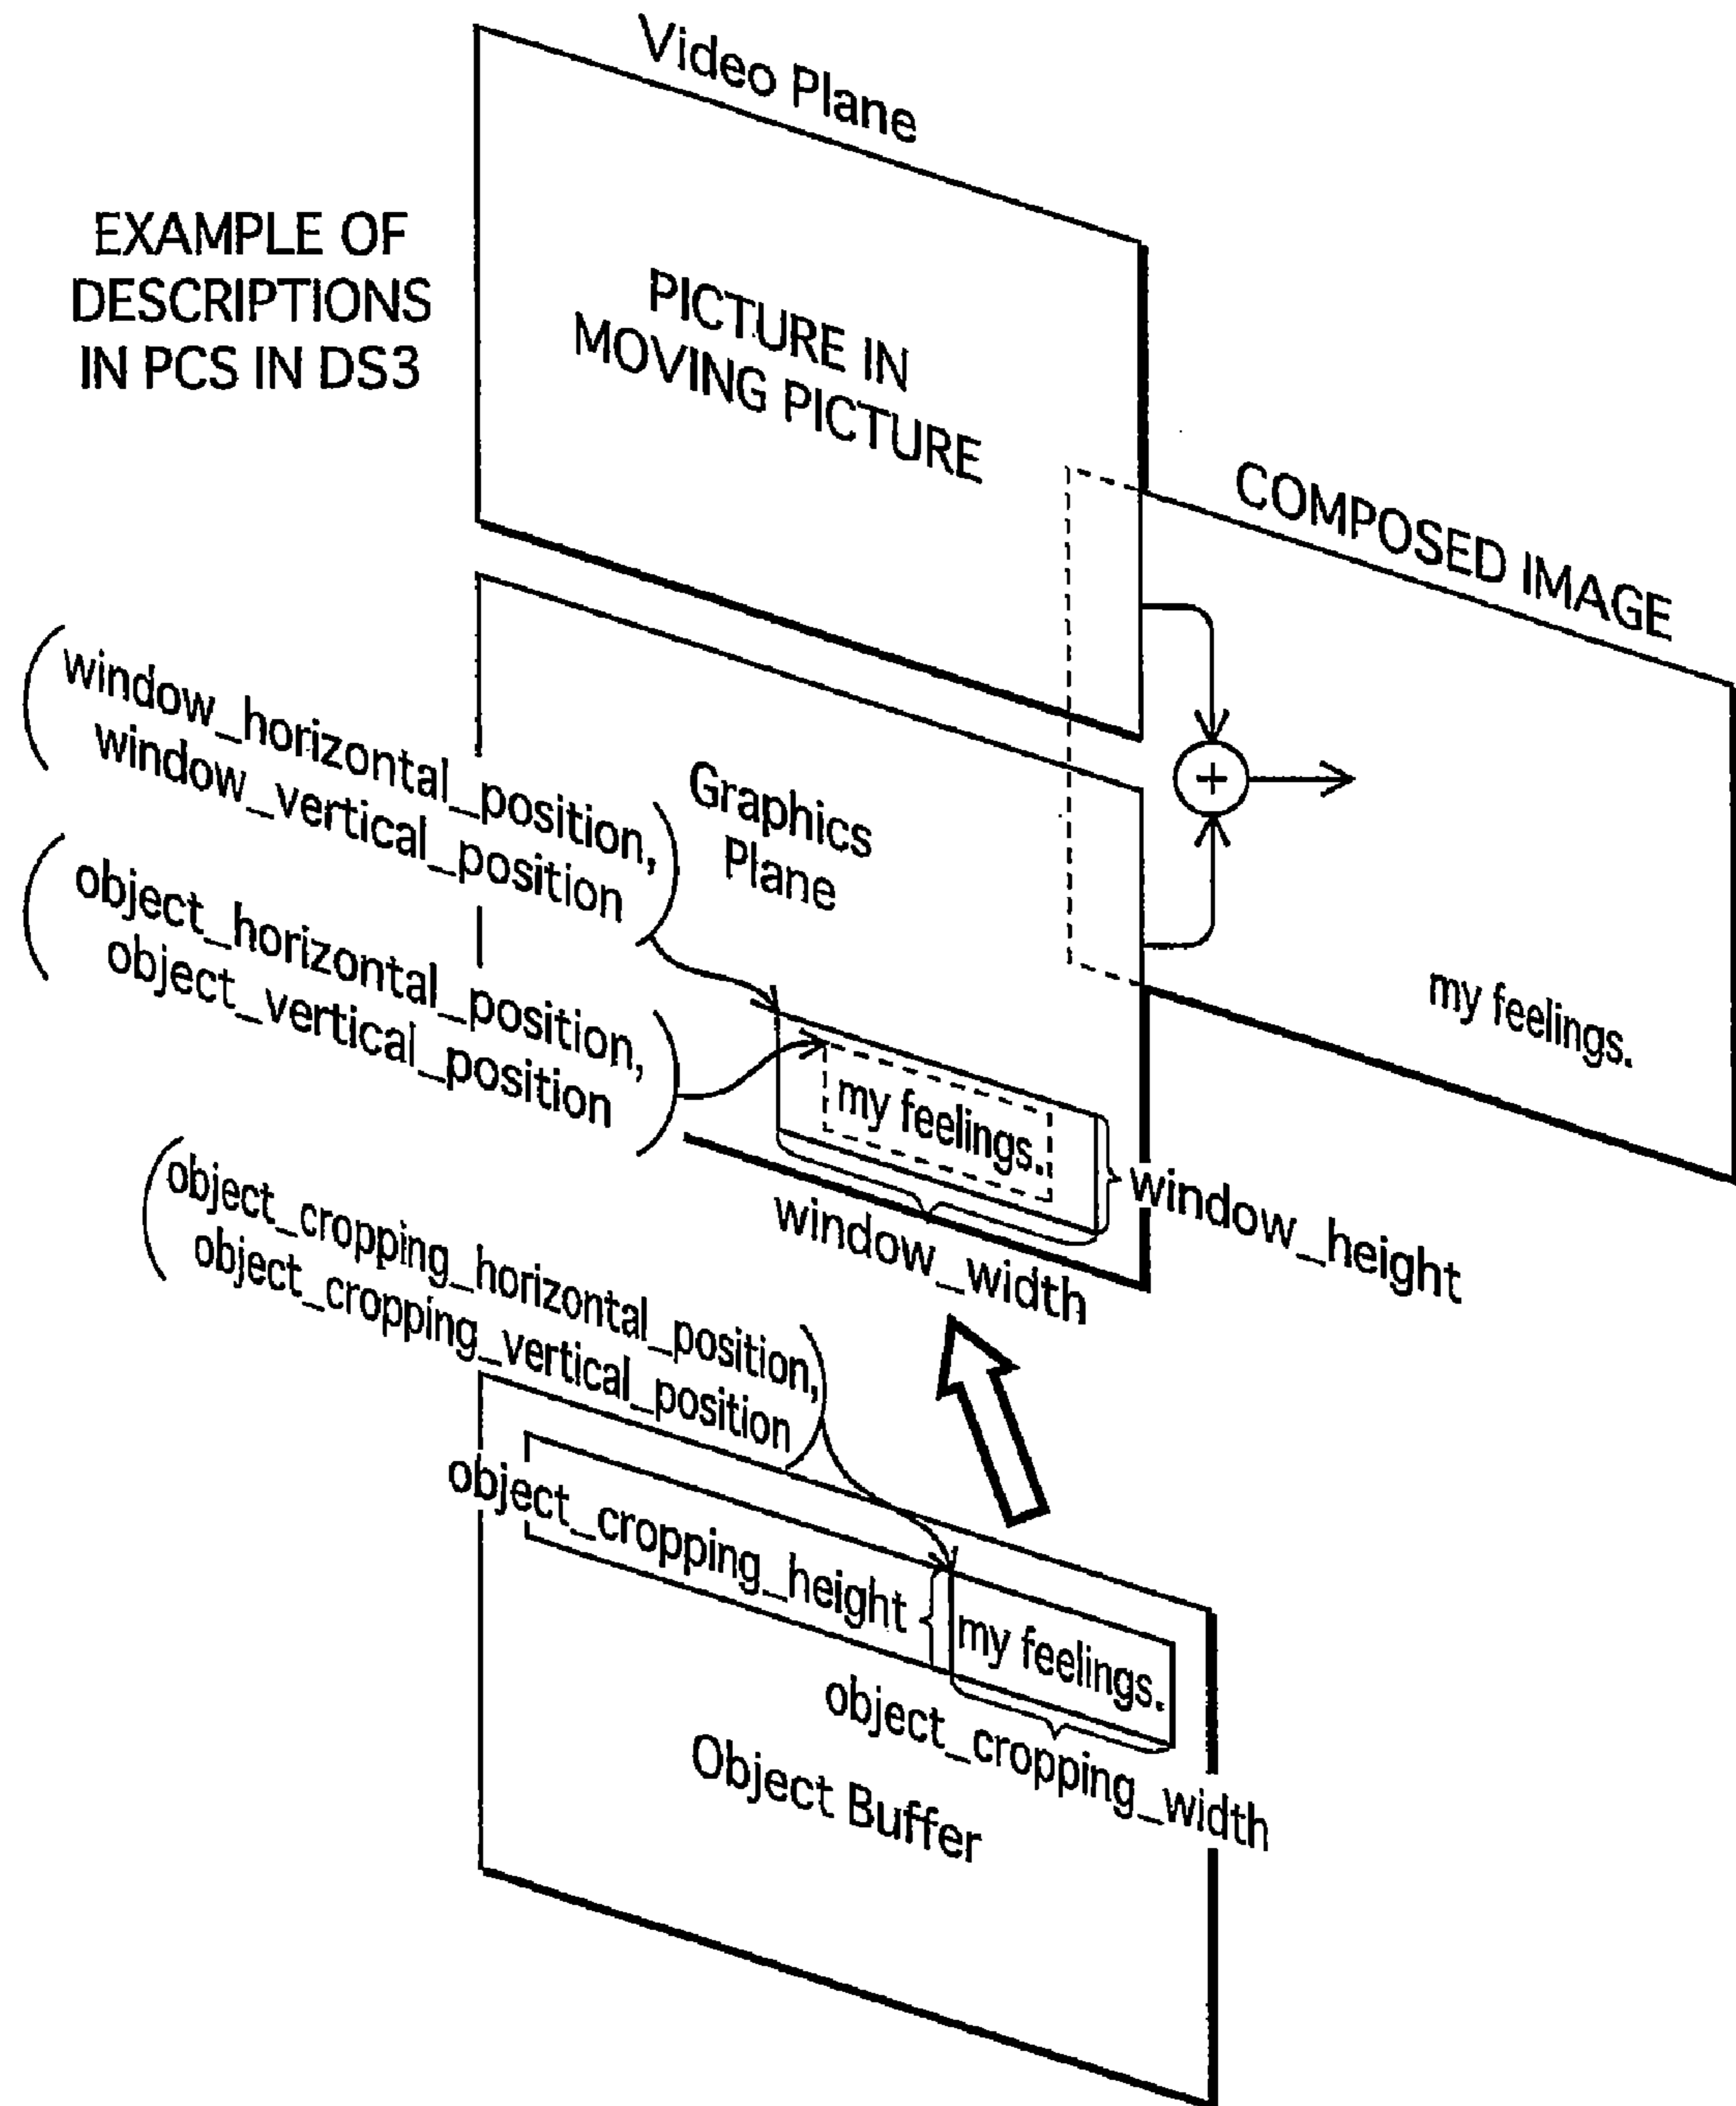 Video Plane
EXAMPLE OF
DESCRIPTIONS
IN PCS IN DS3
PICTURE IN
MOVING PICTURE
COMPOSED IMAGE
(window_horizontal_position,
window_vertical_position)
Graphics
Plane
(object_horizontal_position,
object_vertical_position)
my feelings.
my feelings.
window_height
window_width
(object_cropping_horizontal_position,
object_cropping_vertical_position)
object_cropping_height
my feelings.
object_cropping_width
Object Buffer